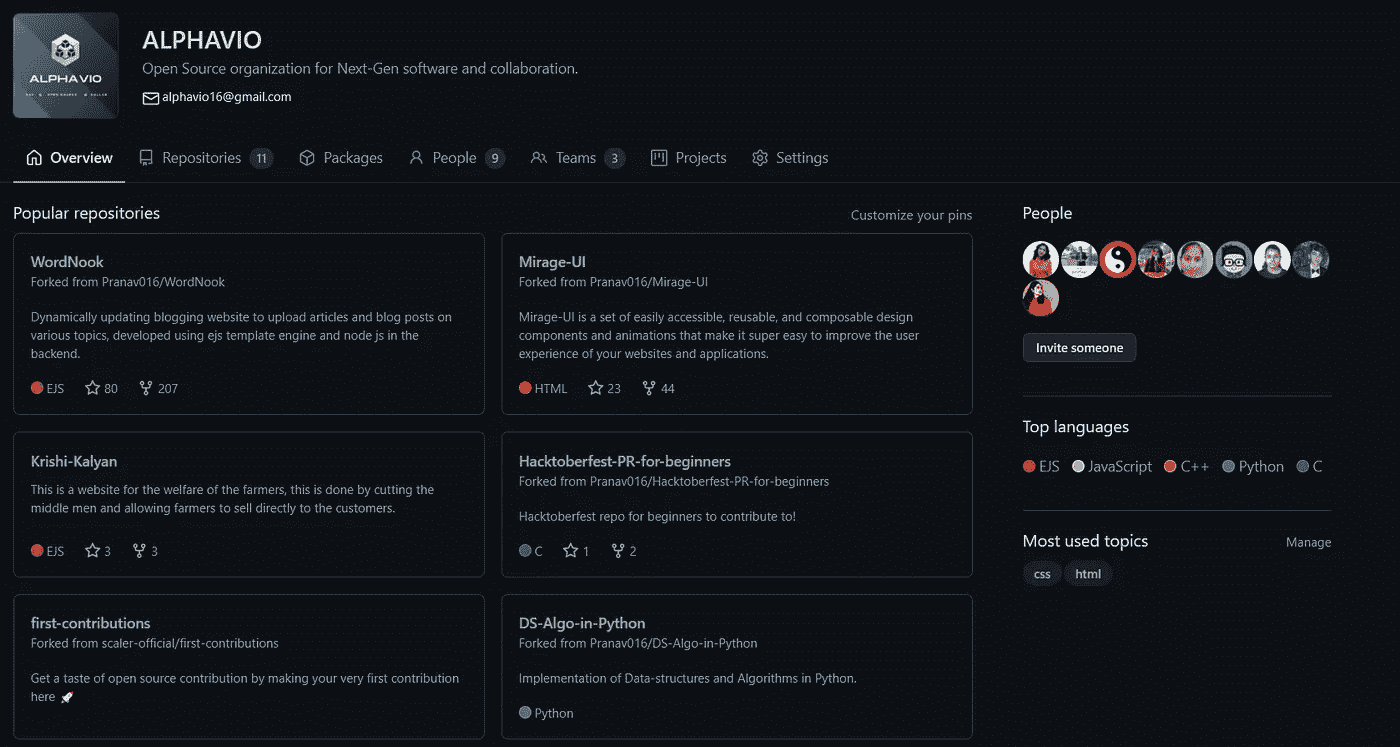 ALPHAVIO
ALPHAVIO
Open Source organization for Next-Gen software and collaboration.
alphavio16@gmail.com
Overview
Repositories 11
Packages
People 9
Teams 3
Projects
Settings
Popular repositories
Customize your pins
WordNook
Forked from Pranav016/WordNook
Dynamically updating blogging website to upload articles and blog posts on
various topics, developed using ejs template engine and node js in the
backend.
EJS 80 207
Mirage-UI
Forked from Pranav016/Mirage-UI
Mirage-UI is a set of easily accessible, reusable, and composable design
components and animations that make it super easy to improve the user
experience of your websites and applications.
HTML 23 44
Krishi-Kalyan
This is a website for the welfare of the farmers, this is done by cutting the
middle men and allowing farmers to sell directly to the customers.
EJS 3 3
Hacktoberfest-PR-for-beginners
Forked from Pranav016/Hacktoberfest-PR-for-beginners
Hacktoberfest repo for beginners to contribute to!
C 1 2
first-contributions
Forked from scaler-official/first-contributions
Get a taste of open source contribution by making your very first contribution
here 🚀
DS-Algo-in-Python
Forked from Pranav016/DS-Algo-in-Python
Implementation of Data-structures and Algorithms in Python.
Python
People
Invite someone
Top languages
EJS JavaScript C++ Python C
Most used topics
Manage
css html